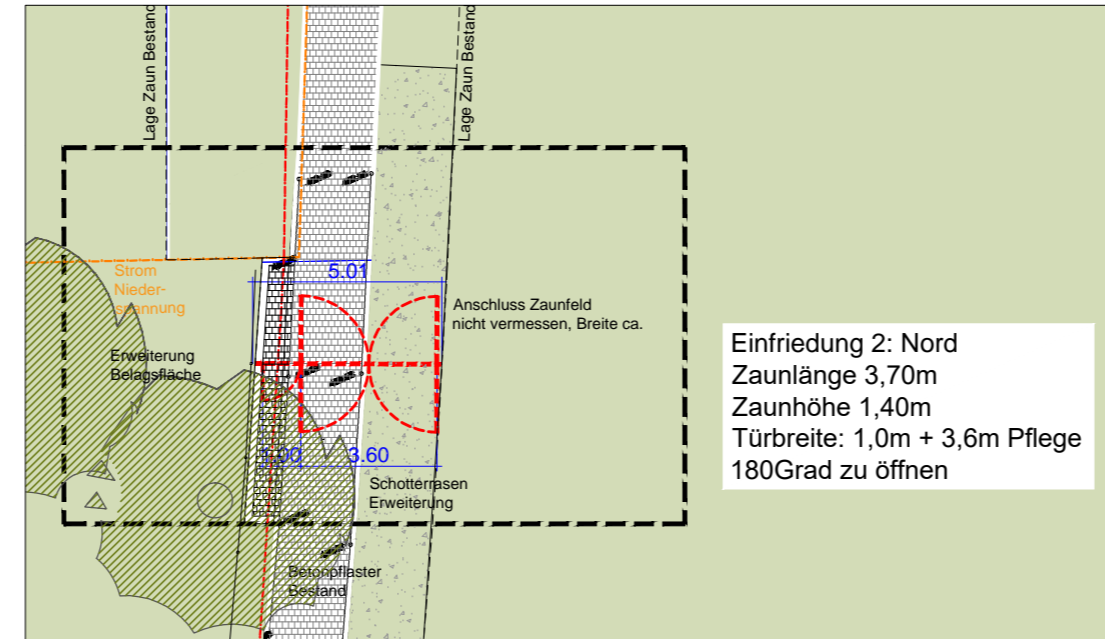 Lage Zaun Bestand
Lage Zaun Bestand
Strom
Nieder-
spannung
5.01
Anschluss Zaunfeld
nicht vermessen, Breite ca.
Erweiterung
Belagsfläche
Einfriedung 2: Nord
Zaunlänge 3,70m
Zaunhöhe 1,40m
Türbreite: 1,0m + 3,6m Pflege
180Grad zu öffnen
1.00
3.60
Schotterrasen
Erweiterung
Betonpflaster
Bestand